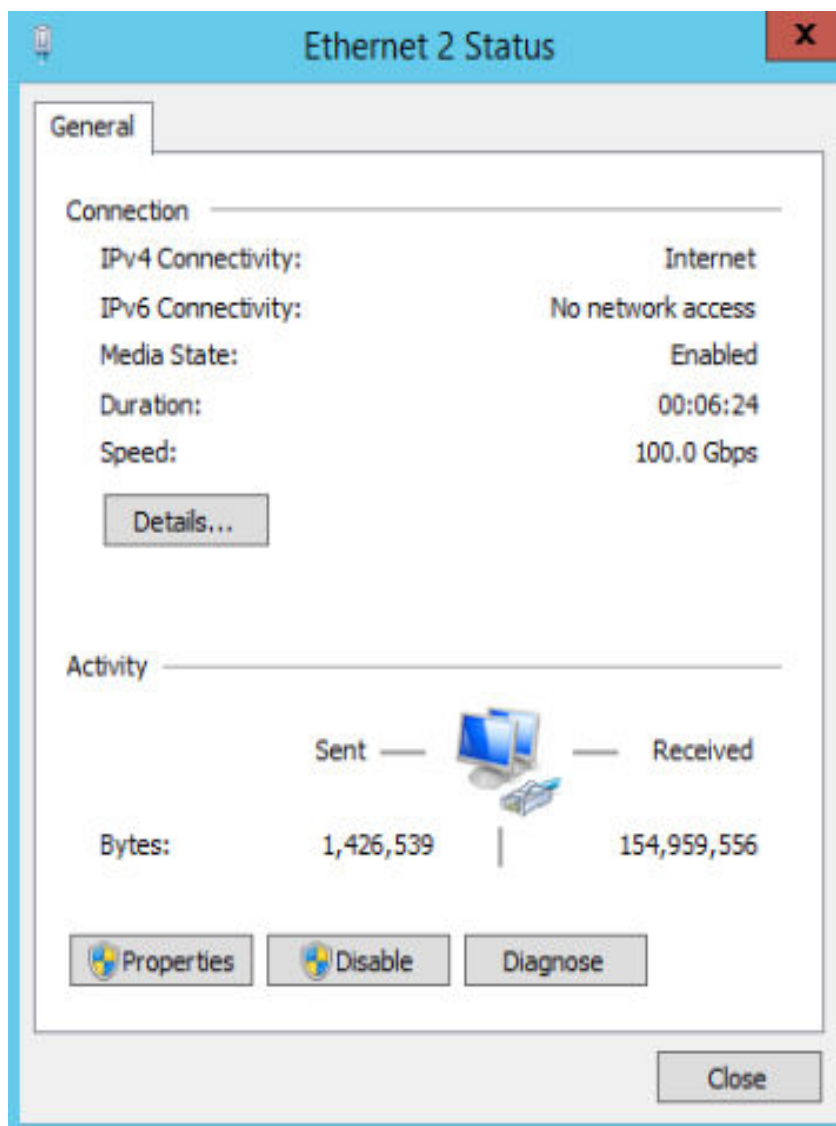 Ethernet 2 Status
x
General
Connection
IPv4 Connectivity: Internet
IPv6 Connectivity: No network access
Media State: Enabled
Duration: 00:06:24
Speed: 100.0 Gbps
Details...
Activity
Sent Received
Bytes: 1,426,539 154,959,556
Properties Disable Diagnose
Close